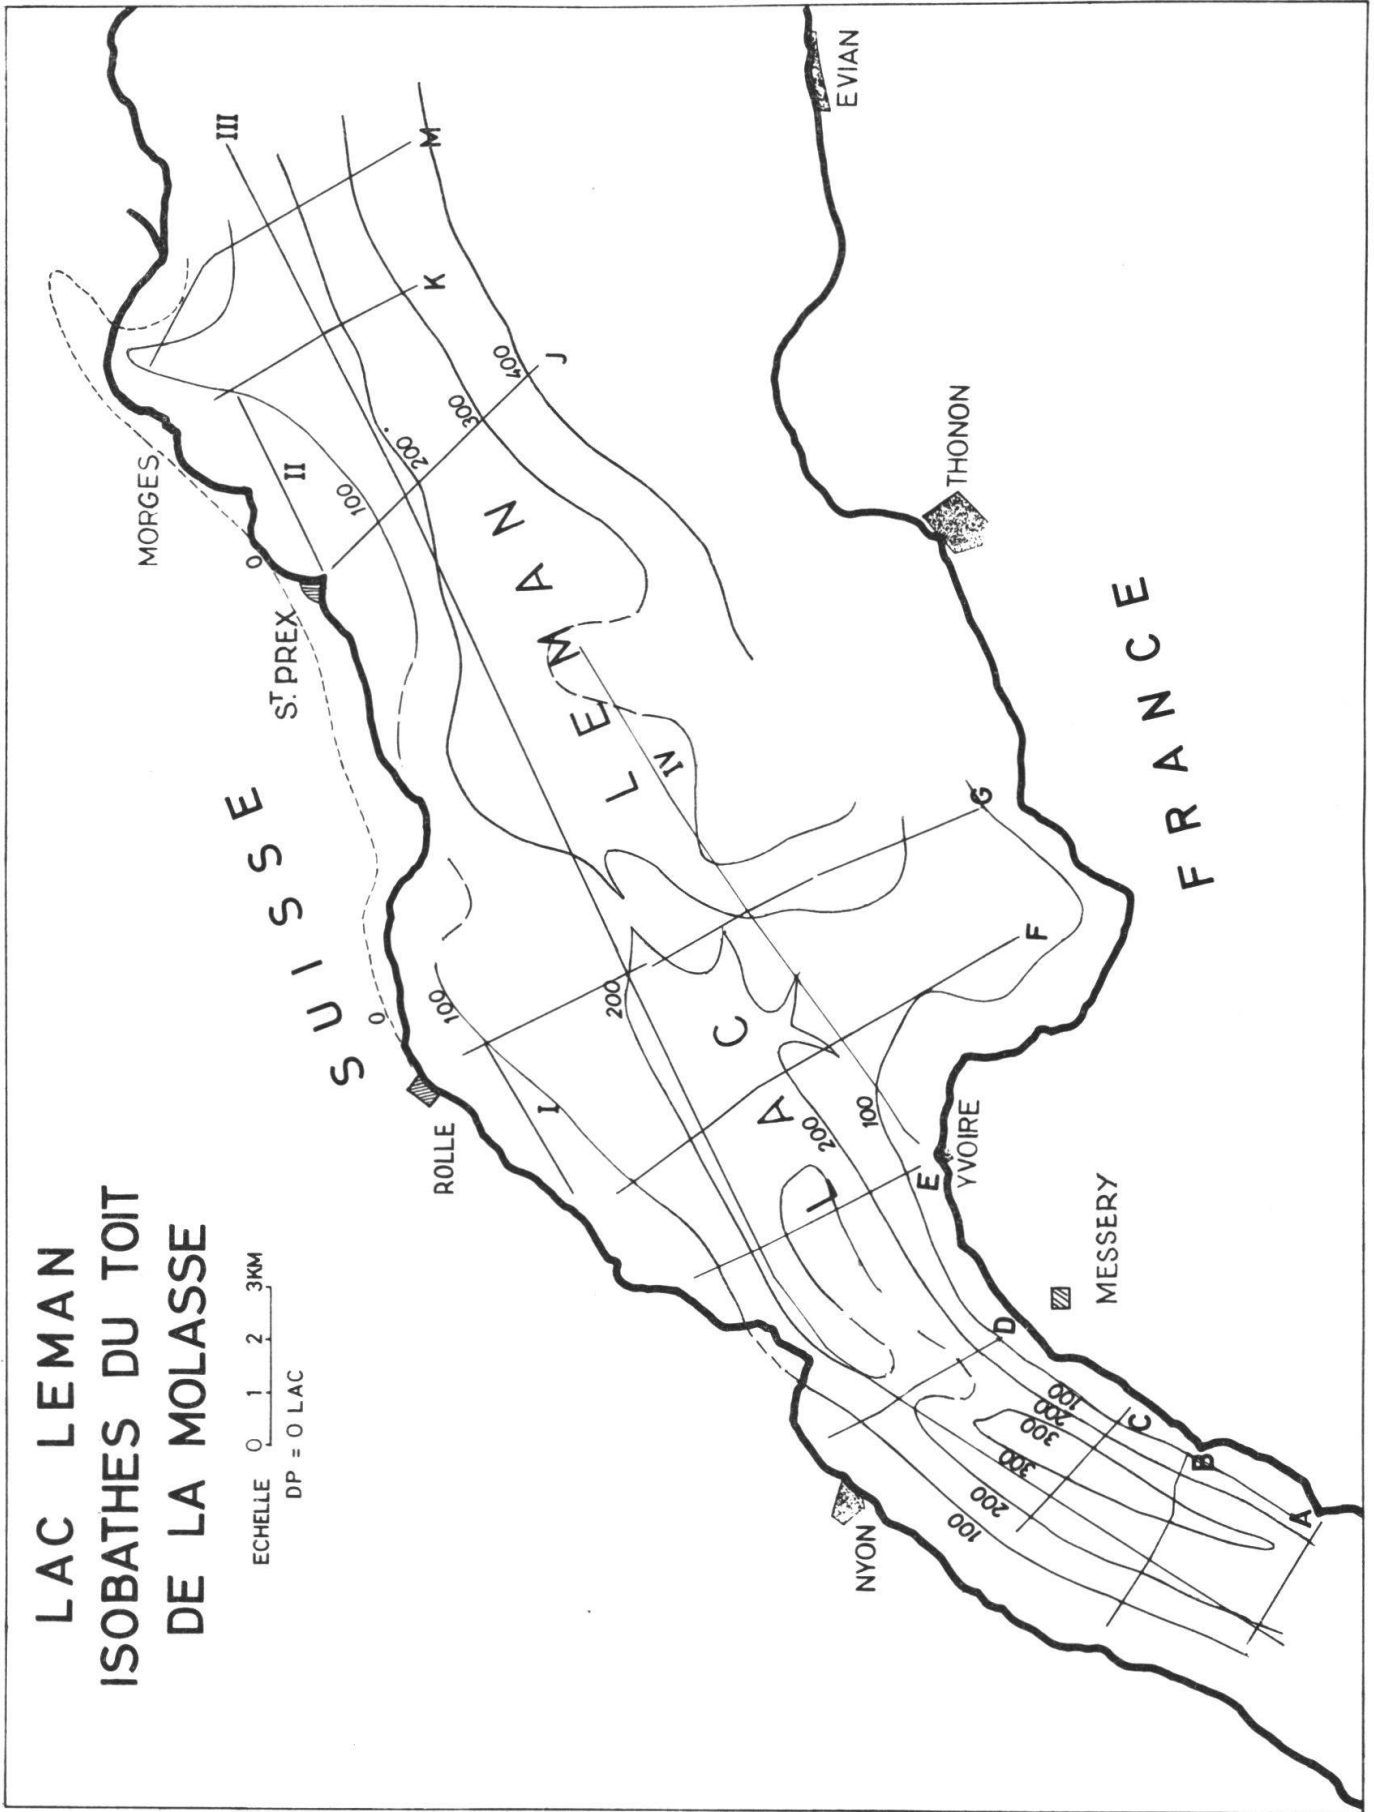 LAC LEMAN
ISOBATHES DU TOIT
DE LA MOLASSE
ECHELLE 0 1 2 3KM
DP = 0 LAC
SUISSE
FRANCE
LAC LEMAN
MORGES
ST. PREX
ROLLE
NYON
EVIAN
THONON
YVOIRE
MESSERY
I
II
III
IV
A
B
C
D
E
F
G
J
K
M
0
0
100
100
200
200
300
400
200
100
100
200
300
300
200
100